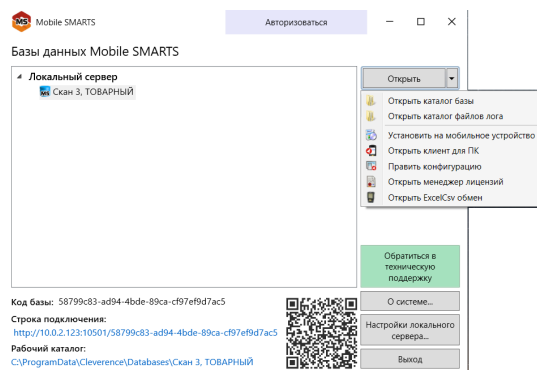 MS Mobile SMARTS
Авторизоваться
Базы данных Mobile SMARTS
Локальный сервер
Скан 3, ТОВАРНЫЙ
Открыть
Открыть каталог базы
Открыть каталог файлов лога
Установить на мобильное устройство
Открыть клиент для ПК
Править конфигурацию
Открыть менеджер лицензий
Открыть ExcelCsv обмен
Обратиться в
техническую
поддержку
Код базы: 58799c83-ad94-4bde-89ca-cf97ef9d7ac5
О системе...
Строка подключения:
http://10.0.2.123:10501/58799c83-ad94-4bde-89ca-cf97ef9d7ac5
Настройки локального
сервера...
Рабочий каталог:
C:\ProgramData\Cleverence\Databases\Скан 3, ТОВАРНЫЙ
Выход